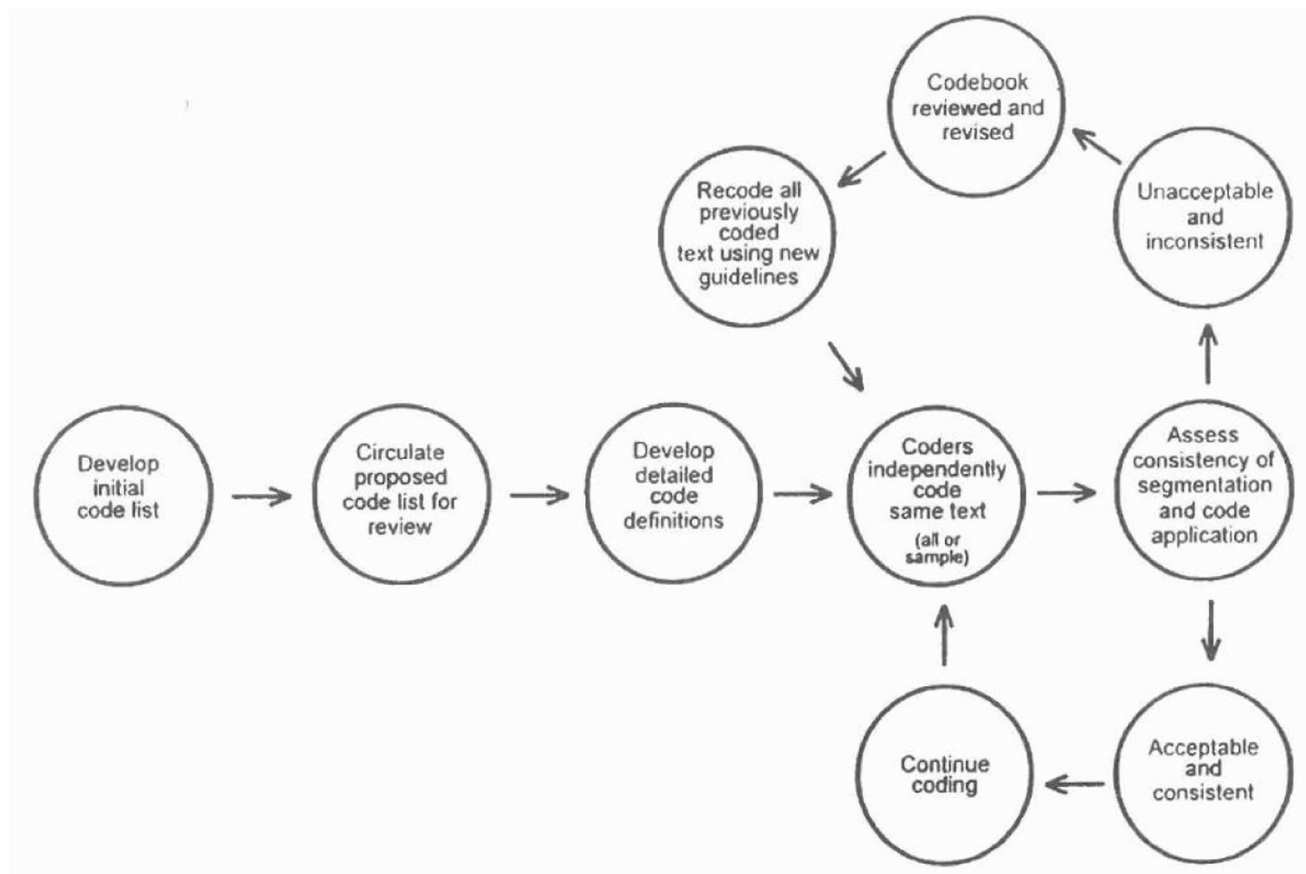 Codebook
reviewed and
revised
Unacceptable
and
inconsistent
Recode all
previously
coded
text using new
guidelines
Develop
initial
code list
Circulate
proposed
code list for
review
Develop
detailed
code
definitions
Coders
independently
code
same text
(all or
sample)
Assess
consistency of
segmentation
and code
application
Continue
coding
Acceptable
and
consistent